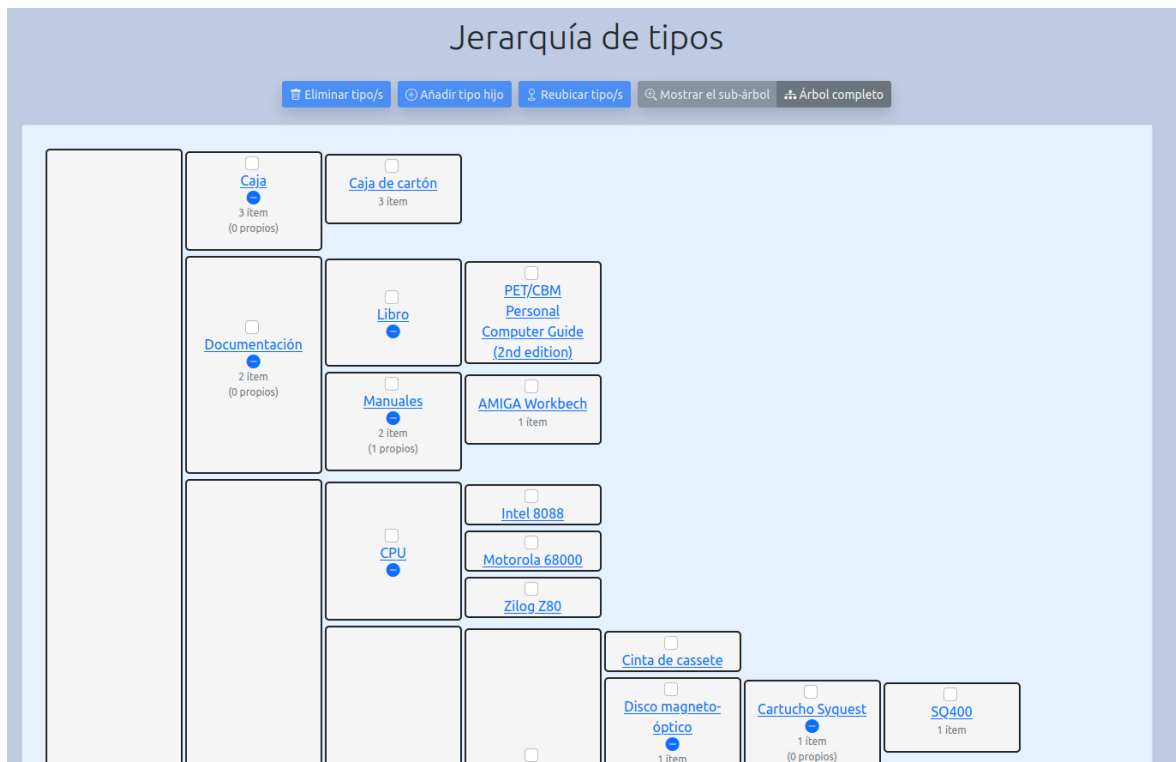 Jerarquía de tipos
Eliminar tipo/s
Añadir tipo hijo
Reubicar tipo/s
Mostrar el sub-árbol
Árbol completo
Caja
3 ítem
(0 propios)
Caja de cartón
3 ítem
Documentación
2 ítem
(0 propios)
Libro
PET/CBM
Personal
Computer Guide
(2nd edition)
Manuales
2 ítem
(1 propios)
AMIGA Workbech
1 ítem
CPU
Intel 8088
Motorola 68000
Zilog Z80
Cinta de cassete
Disco magneto-
óptico
1 ítem
Cartucho Syquest
1 ítem
(0 propios)
SQ400
1 ítem